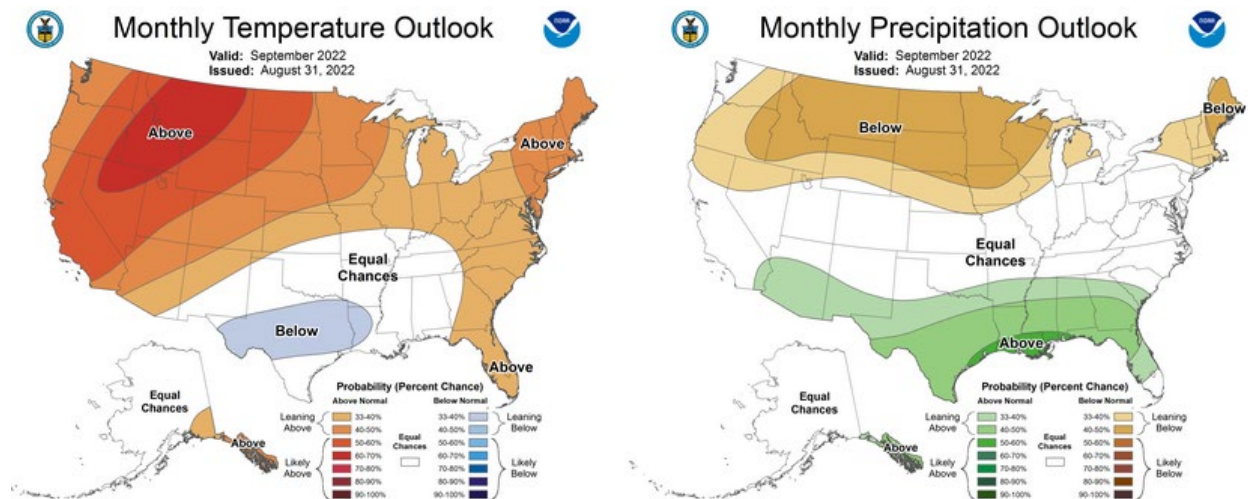 Monthly Temperature Outlook
Valid: September 2022
Issued: August 31, 2022
Above
Above
Equal
Chances
Below
Above
Equal
Chances
Above
Probability (Percent Chance)
Above Normal
Below Normal
Leaning
Above
Likely
Above
33-40%
40-50%
50-60%
60-70%
70-80%
80-90%
90-100%
Equal
Chances
33-40%
40-50%
50-60%
60-70%
70-80%
80-90%
90-100%
Leaning
Below
Likely
Below
Monthly Precipitation Outlook
Valid: September 2022
Issued: August 31, 2022
Below
Below
Equal
Chances
Above
Equal
Chances
Above
Probability (Percent Chance)
Above Normal
Below Normal
Leaning
Above
Likely
Above
33-40%
40-50%
50-60%
60-70%
70-80%
80-90%
90-100%
Equal
Chances
33-40%
40-50%
50-60%
60-70%
70-80%
80-90%
90-100%
Leaning
Below
Likely
Below